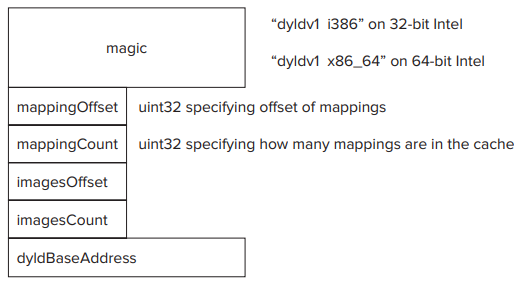 magic
“dyldv1 i386” on 32-bit Intel
“dyldv1 x86_64” on 64-bit Intel
mappingOffset uint32 specifying offset of mappings
mappingCount uint32 specifying how many mappings are in the cache
imagesOffset
imagesCount
dyldBaseAddress